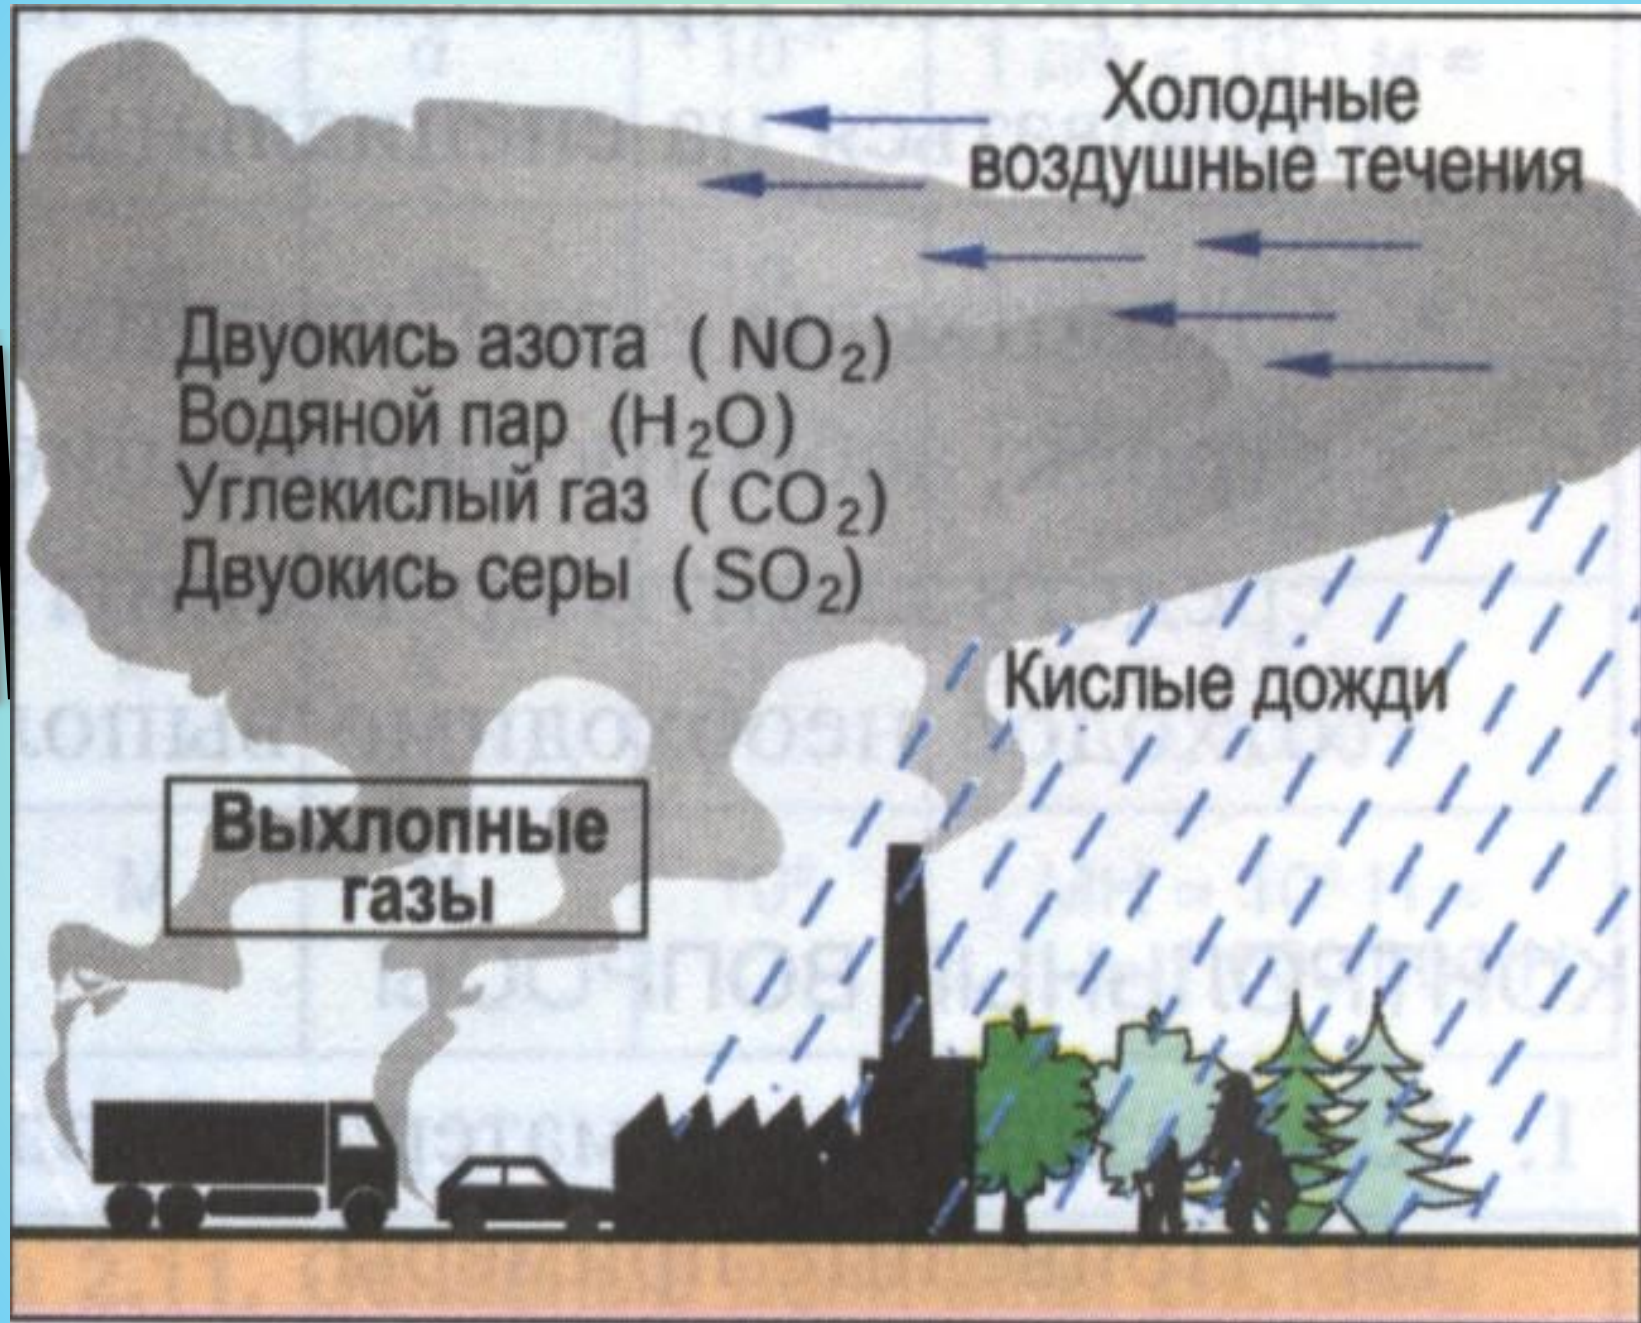 Холодные
воздушные течения
Двуокись азота (NO₂)
Водяной пар (H₂O)
Углекислый газ (CO₂)
Двуокись серы (SO₂)
Кислые дожди
Выхлопные
газы